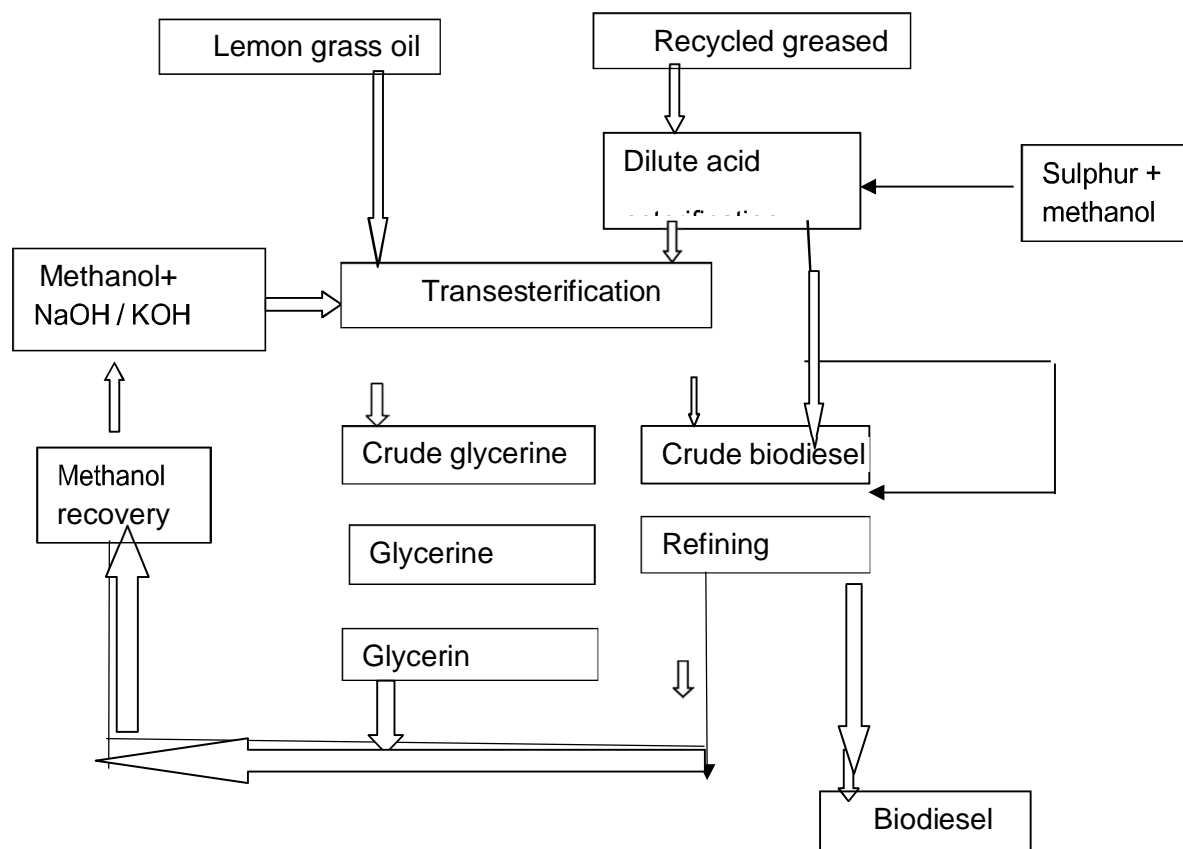 Lemon grass oil
Recycled greased
Dilute acid
Sulphur +
methanol
Methanol+
NaOH / KOH
Transesterification
Crude glycerine
Crude biodiesel
Methanol
recovery
Glycerine
Refining
Glycerin
Biodiesel